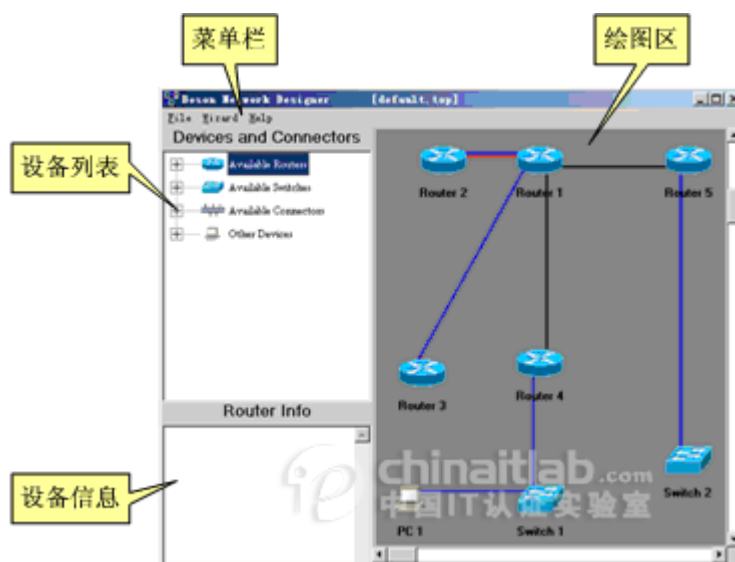 菜单栏
绘图区
Boson Network Designer [default.top]
File Wizard Help
Devices and Connectors
设备列表
Available Routers
Available Switches
Available Connectors
Other Devices
Router 2
Router 1
Router 5
Router 3
Router 4
Router Info
设备信息
chinaitlab.com
中国IT认证实验室
Switch 2
PC 1
Switch 1